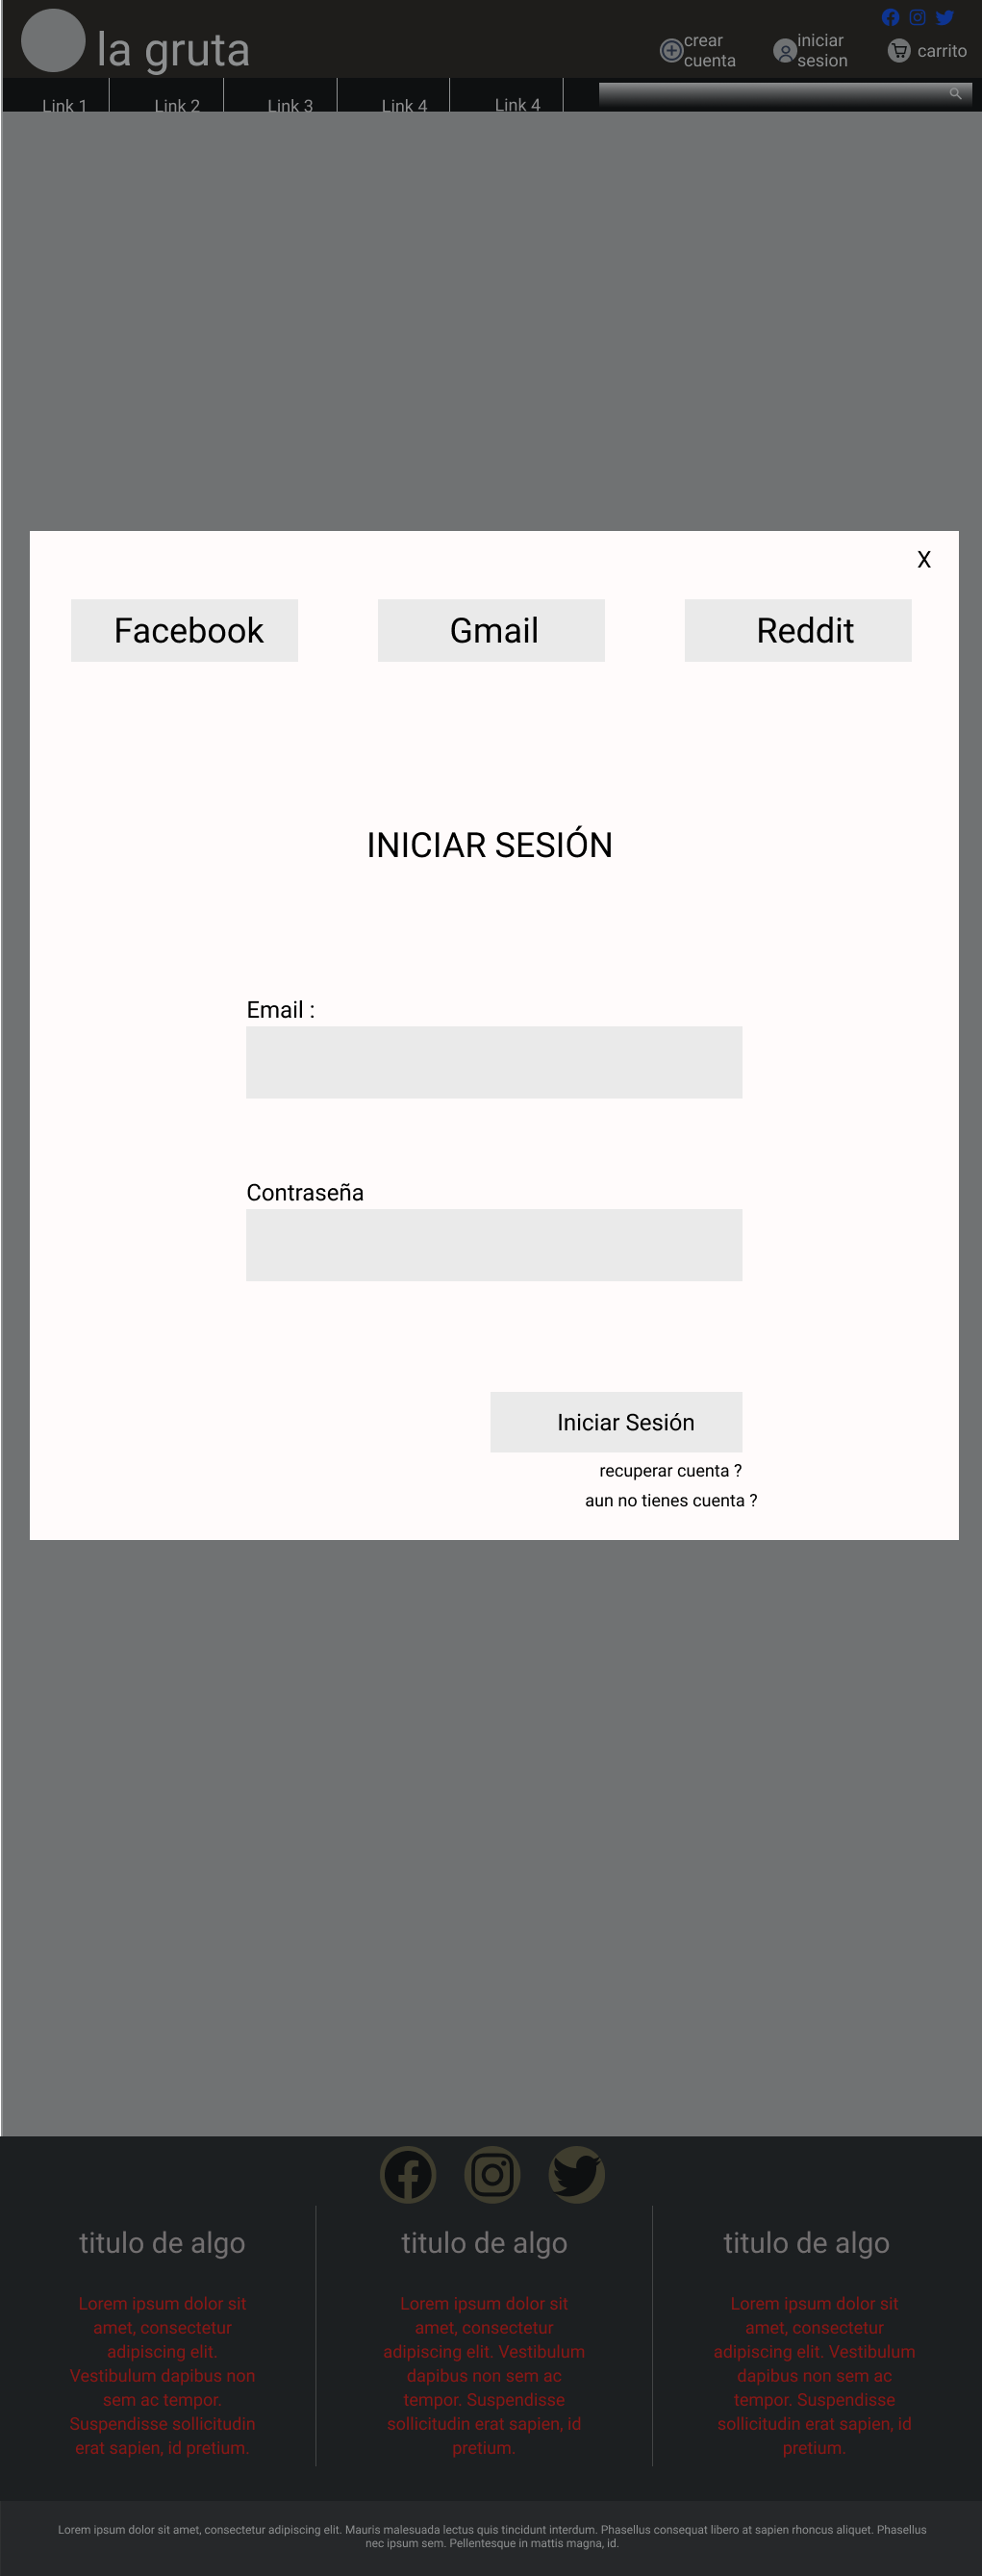 la gruta
crear
cuenta
iniciar
sesion
carrito
Link 1
Link 2
Link 3
Link 4
Link 4
X
Facebook
Gmail
Reddit
INICIAR SESIÓN
Email :
Contraseña
Iniciar Sesión
recuperar cuenta ?
aun no tienes cuenta ?
titulo de algo
Lorem ipsum dolor sit
amet, consectetur
adipiscing elit.
Vestibulum dapibus non
sem ac tempor.
Suspendisse sollicitudin
erat sapien, id pretium.
titulo de algo
Lorem ipsum dolor sit
amet, consectetur
adipiscing elit. Vestibulum
dapibus non sem ac
tempor. Suspendisse
sollicitudin erat sapien, id
pretium.
titulo de algo
Lorem ipsum dolor sit
amet, consectetur
adipiscing elit. Vestibulum
dapibus non sem ac
tempor. Suspendisse
sollicitudin erat sapien, id
pretium.
Lorem ipsum dolor sit amet, consectetur adipiscing elit. Mauris malesuada lectus quis tincidunt interdum. Phasellus consequat libero at sapien rhoncus aliquet. Phasellus
nec ipsum sem. Pellentesque in mattis magna, id.